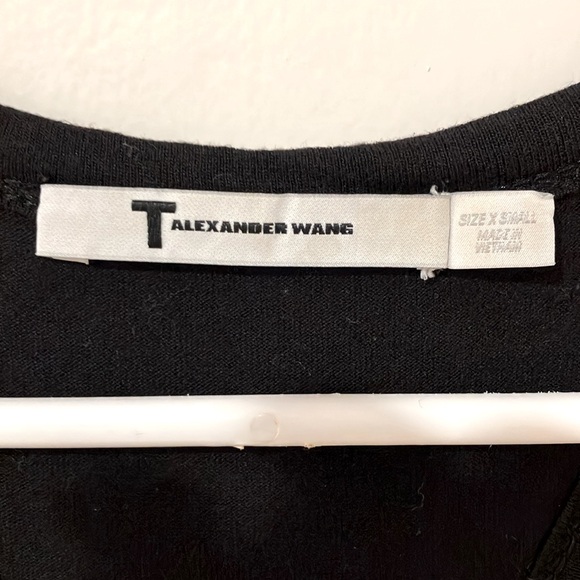 T ALEXANDER WANG
SIZE X SMALL
MADE IN
VIETNAM